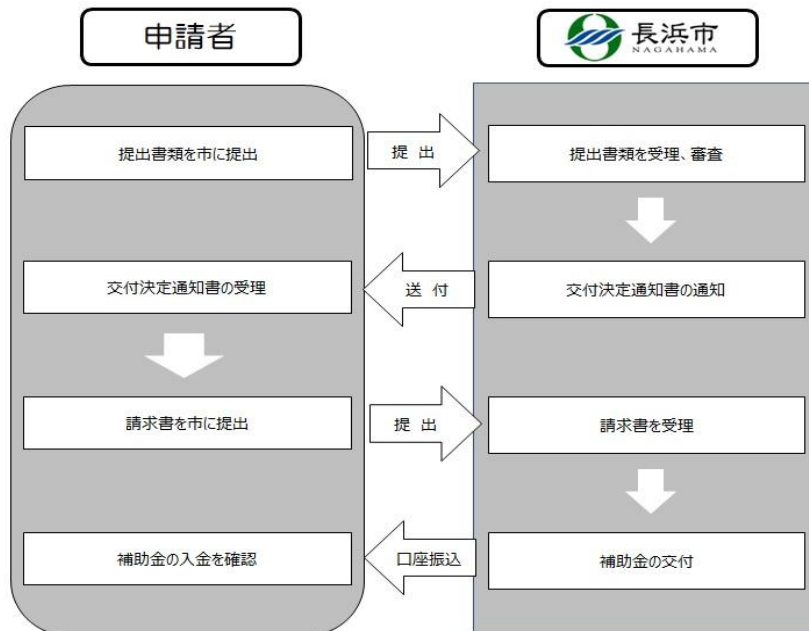 申請者
長浜市
NAGAHAMA
提出書類を市に提出
提 出
提出書類を受理、審査
交付決定通知書の受理
送 付
交付決定通知書の通知
請求書を市に提出
提 出
請求書を受理
補助金の入金を確認
口座振込
補助金の交付